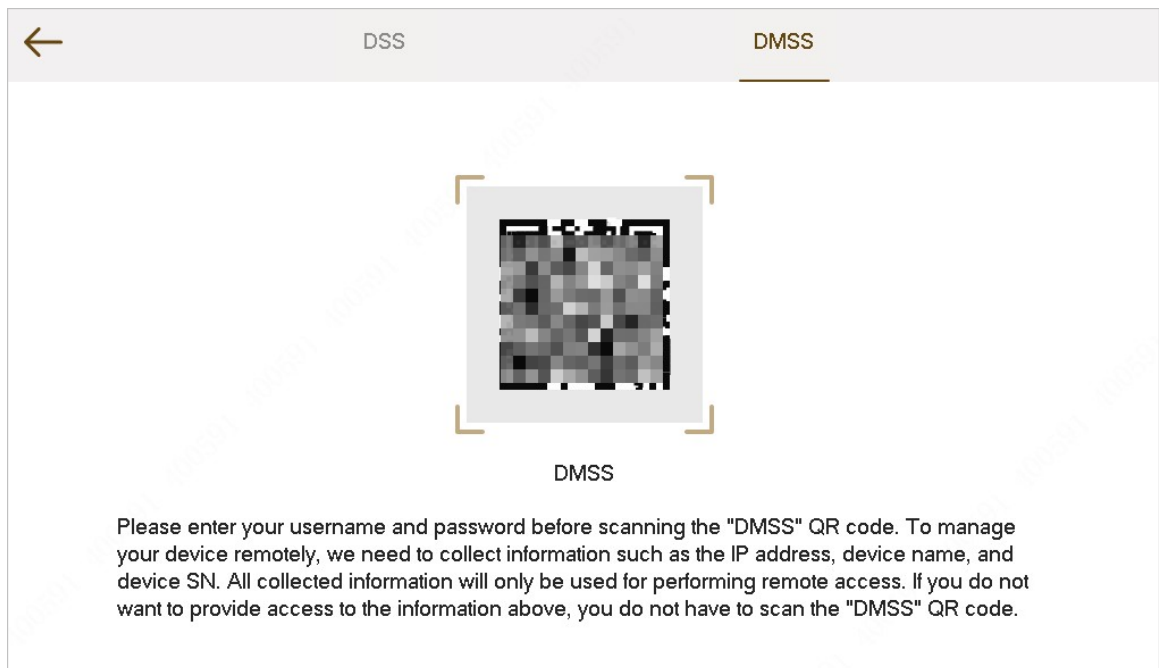 DSS
DMSS
DMSS
Please enter your username and password before scanning the "DMSS" QR code. To manage
your device remotely, we need to collect information such as the IP address, device name, and
device SN. All collected information will only be used for performing remote access. If you do not
want to provide access to the information above, you do not have to scan the "DMSS" QR code.